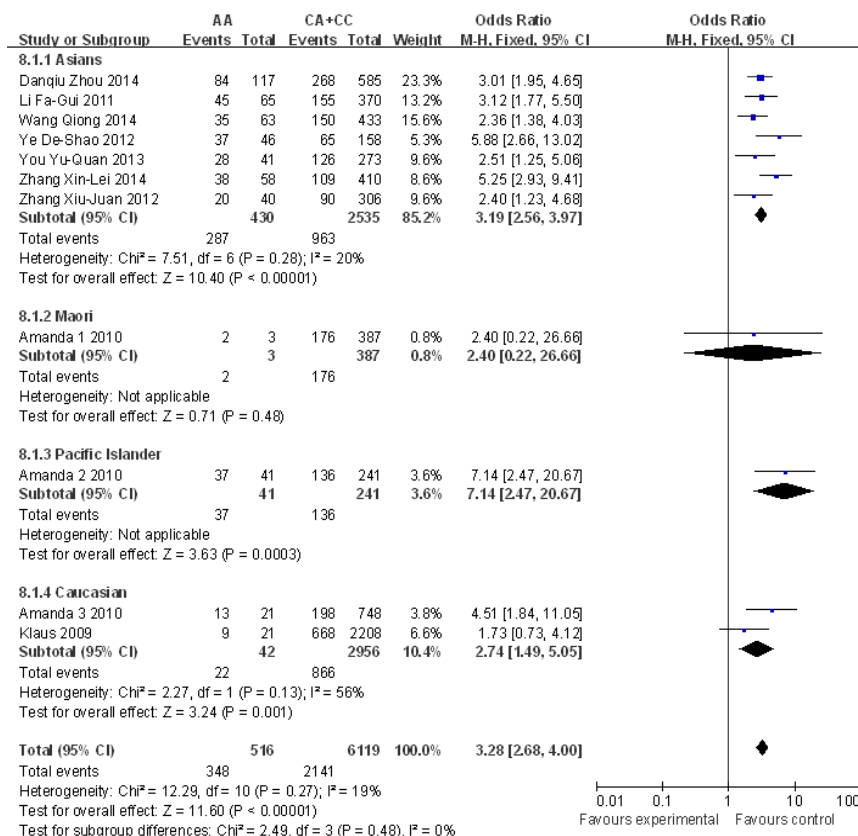 AA CA+CC Odds Ratio Odds Ratio
Study or Subgroup Events Total Events Total Weight M-H, Fixed, 95% CI M-H, Fixed, 95% CI
8.1.1 Asians
Danqiu Zhou 2014 84 117 268 585 23.3% 3.01 [1.95, 4.65]
Li Fa-Gui 2011 45 65 155 370 13.2% 3.12 [1.77, 5.50]
Wang Qiong 2014 35 63 150 433 15.6% 2.36 [1.38, 4.03]
Ye De-Shao 2012 37 46 65 158 5.3% 5.88 [2.66, 13.02]
You Yu-Quan 2013 28 41 126 273 9.6% 2.51 [1.25, 5.06]
Zhang Xin-Lei 2014 38 58 109 410 8.6% 5.25 [2.93, 9.41]
Zhang Xiu-Juan 2012 20 40 90 306 9.7% 2.40 [1.23, 4.68]
Subtotal (95% CI) 430 2535 85.2% 3.19 [2.56, 3.97]
Total events 287 963
Heterogeneity: Chi² = 7.51, df = 6 (P = 0.28); I² = 20%
Test for overall effect: Z = 10.40 (P < 0.00001)
8.1.2 Maori
Amanda 1 2010 2 3 176 387 0.8% 2.40 [0.22, 26.66]
Subtotal (95% CI) 3 387 0.8% 2.40 [0.22, 26.66]
Total events 2 176
Heterogeneity: Not applicable
Test for overall effect: Z = 0.71 (P = 0.48)
8.1.3 Pacific Islander
Amanda 2 2010 37 41 136 241 3.6% 7.14 [2.47, 20.67]
Subtotal (95% CI) 41 241 3.6% 7.14 [2.47, 20.67]
Total events 37 136
Heterogeneity: Not applicable
Test for overall effect: Z = 3.63 (P = 0.0003)
8.1.4 Caucasian
Amanda 3 2010 13 21 198 748 3.8% 4.51 [1.84, 11.05]
Klaus 2009 9 21 668 2208 6.6% 1.73 [0.73, 4.12]
Subtotal (95% CI) 42 2956 10.4% 2.74 [1.49, 5.05]
Total events 22 866
Heterogeneity: Chi² = 2.27, df = 1 (P = 0.13); I² = 56%
Test for overall effect: Z = 3.24 (P = 0.001)
Total (95% CI) 516 6119 100.0% 3.28 [2.68, 4.00]
Total events 348 2141
Heterogeneity: Chi² = 12.29, df = 10 (P = 0.27); I² = 19%
Test for overall effect: Z = 11.60 (P < 0.00001)
Test for subgroup differences: Chi² = 2.49, df = 3 (P = 0.48), I² = 0%
0.01 0.1 1 10 100
Favours experimental Favours control